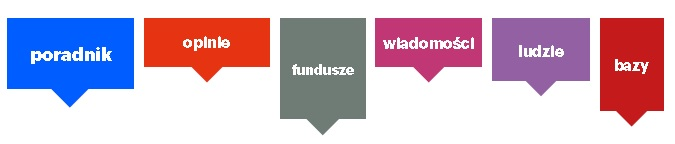 poradnik
opinie
fundusze
wiadomości
ludzie
bazy